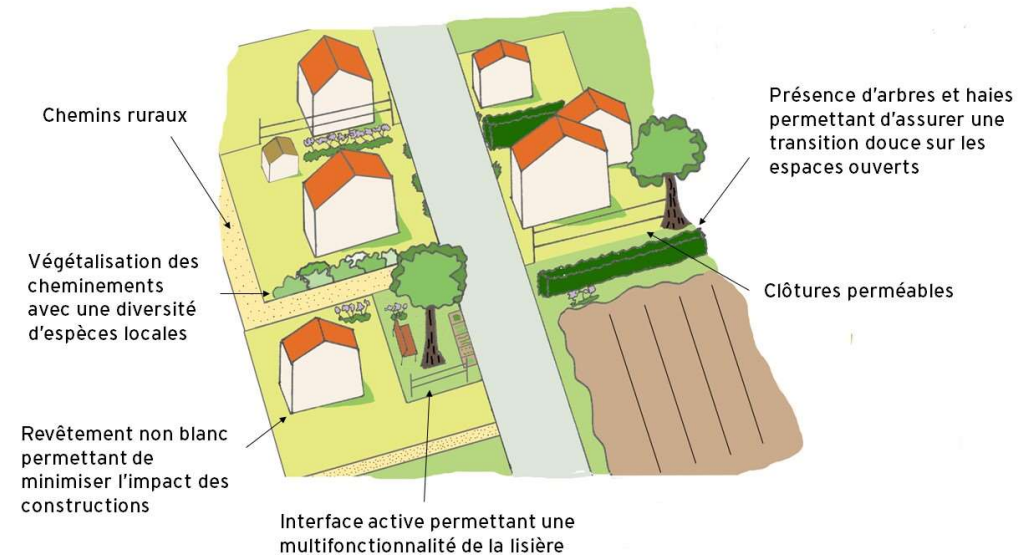 Chemins ruraux
Végétalisation des
cheminements
avec une diversité
d'espèces locales
Revêtement non blanc
permettant de
minimiser l'impact des
constructions
Interface active permettant une
multifonctionnalité de la lisière
Présence d'arbres et haies
permettant d'assurer une
transition douce sur les
espaces ouverts
Clôtures perméables